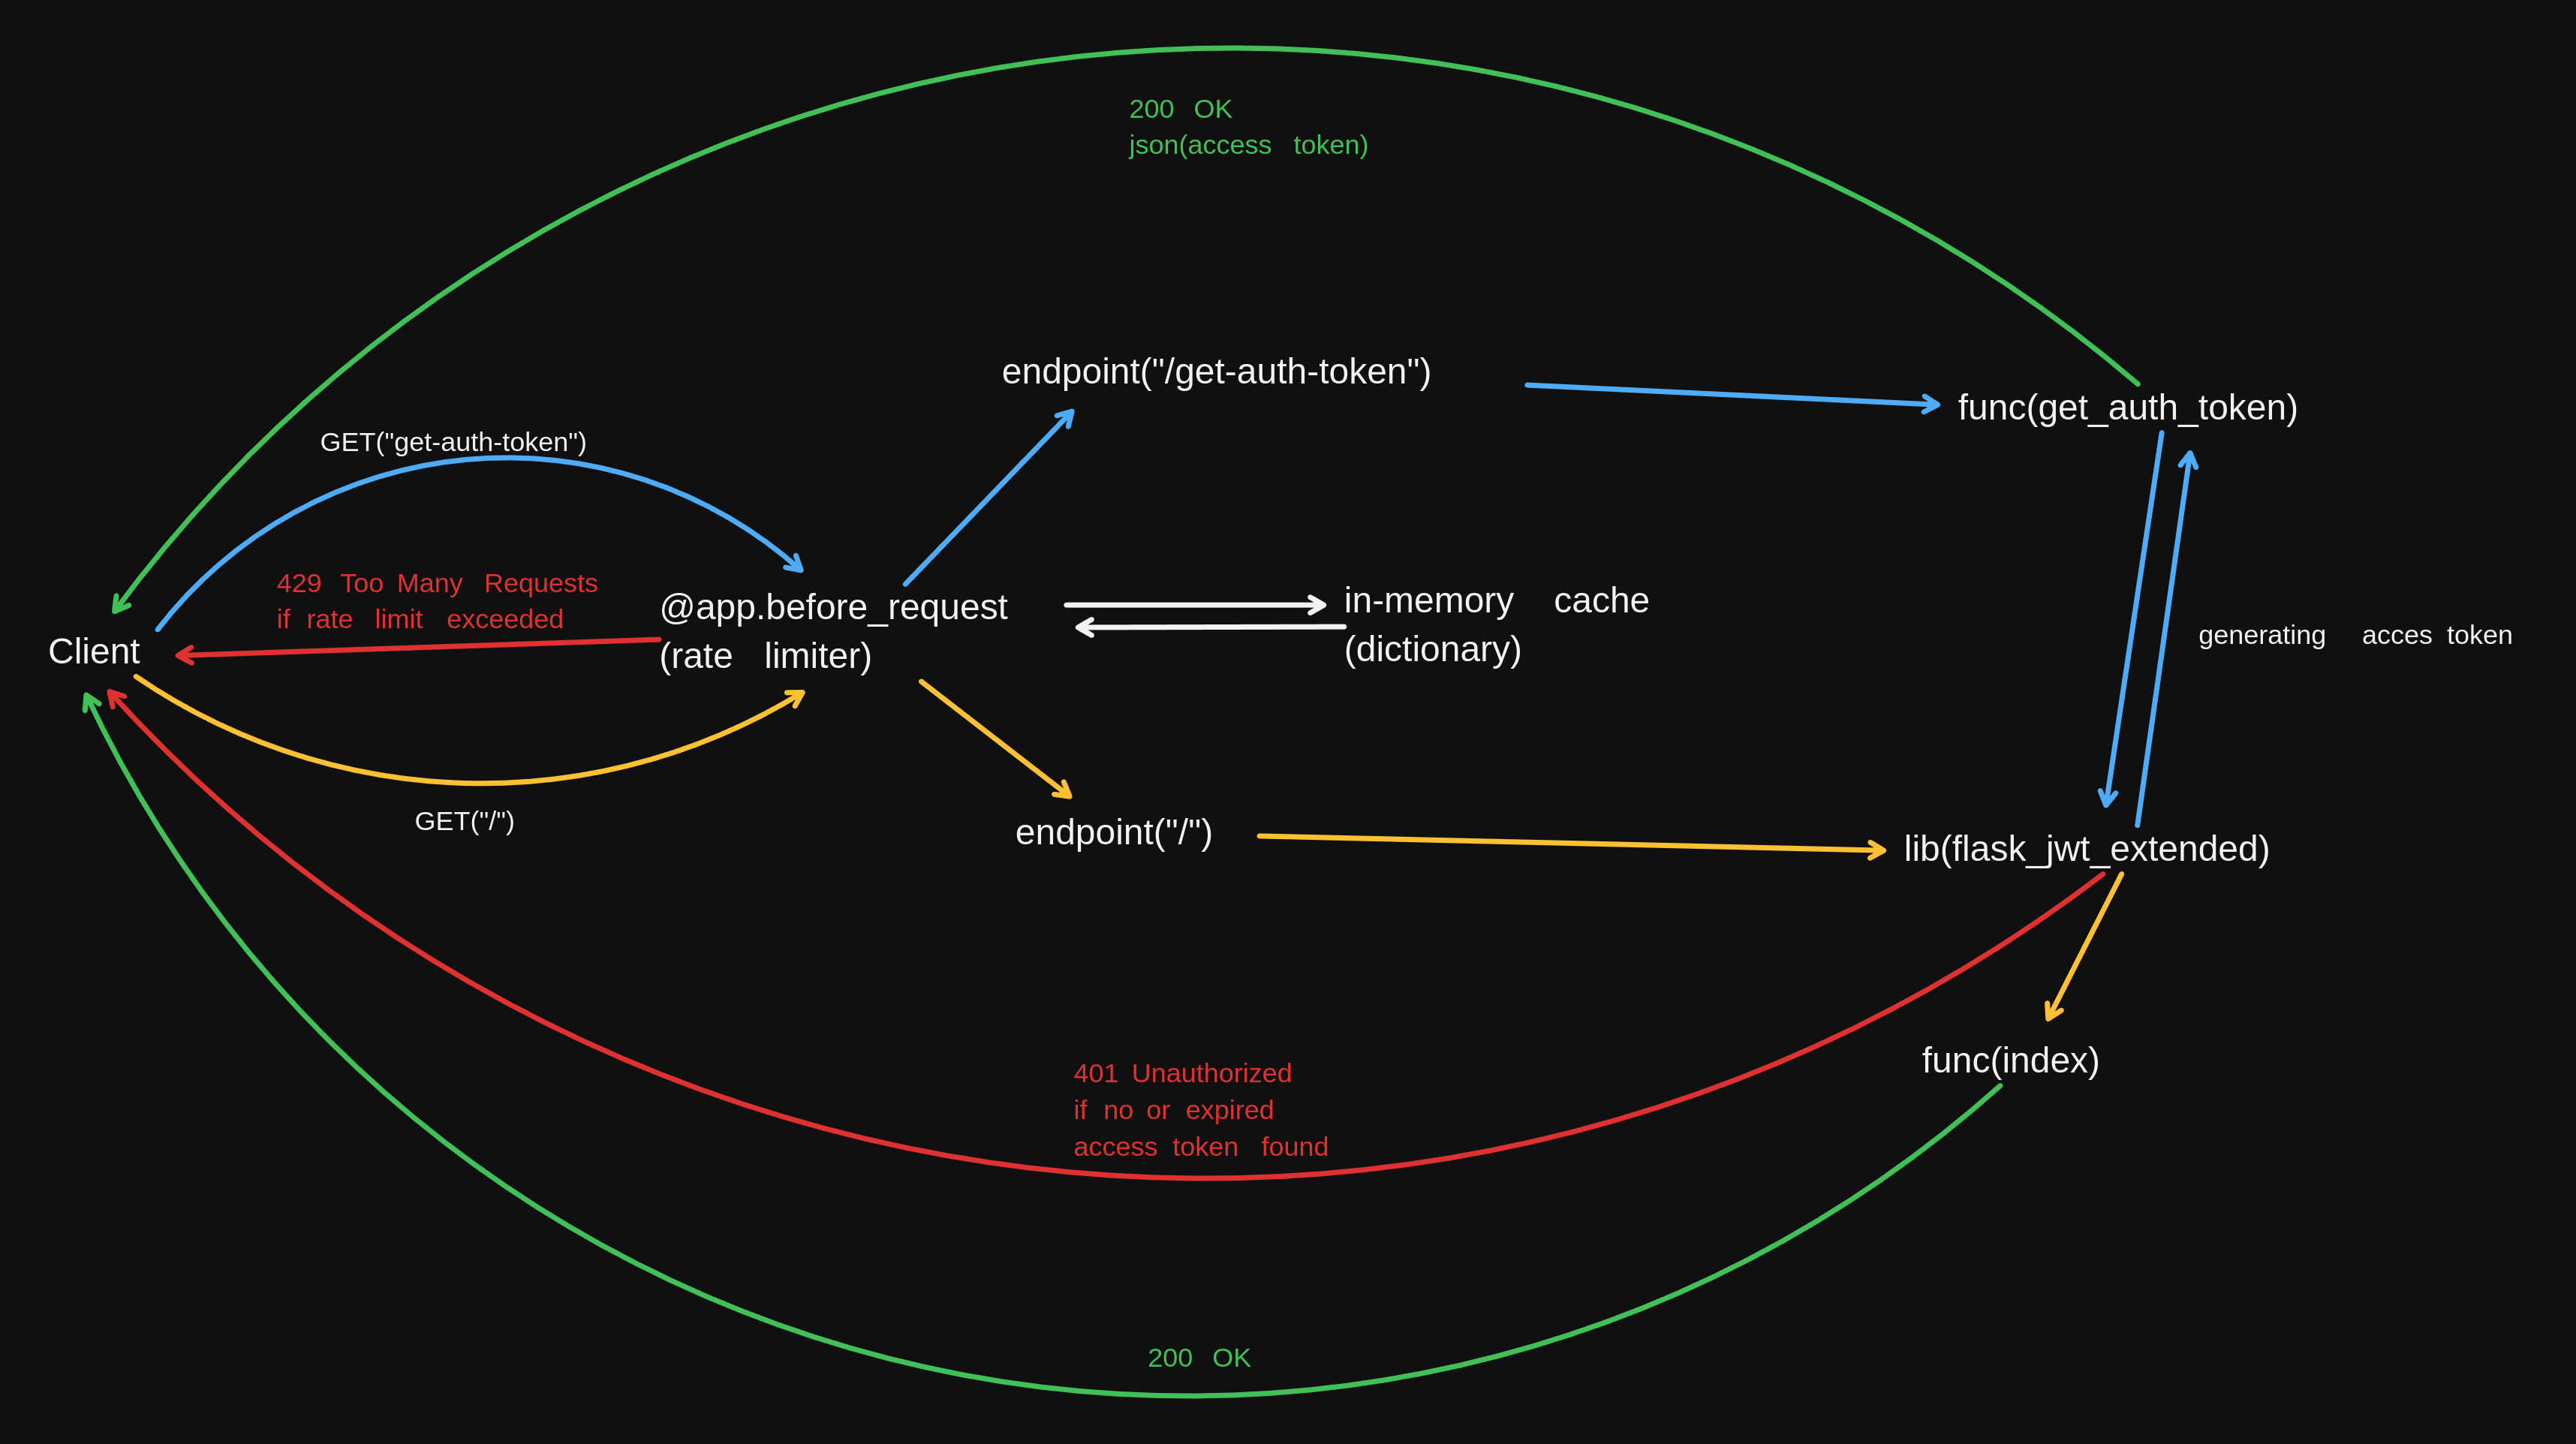 200 OK
json(access token)
endpoint("/get-auth-token")
func(get_auth_token)
GET("get-auth-token")
429 Too Many Requests
if rate limit exceeded
@app.before_request
(rate limiter)
in-memory cache
(dictionary)
Client
generating acces token
GET("/")
endpoint("/")
lib(flask_jwt_extended)
func(index)
401 Unauthorized
if no or expired
access token found
200 OK